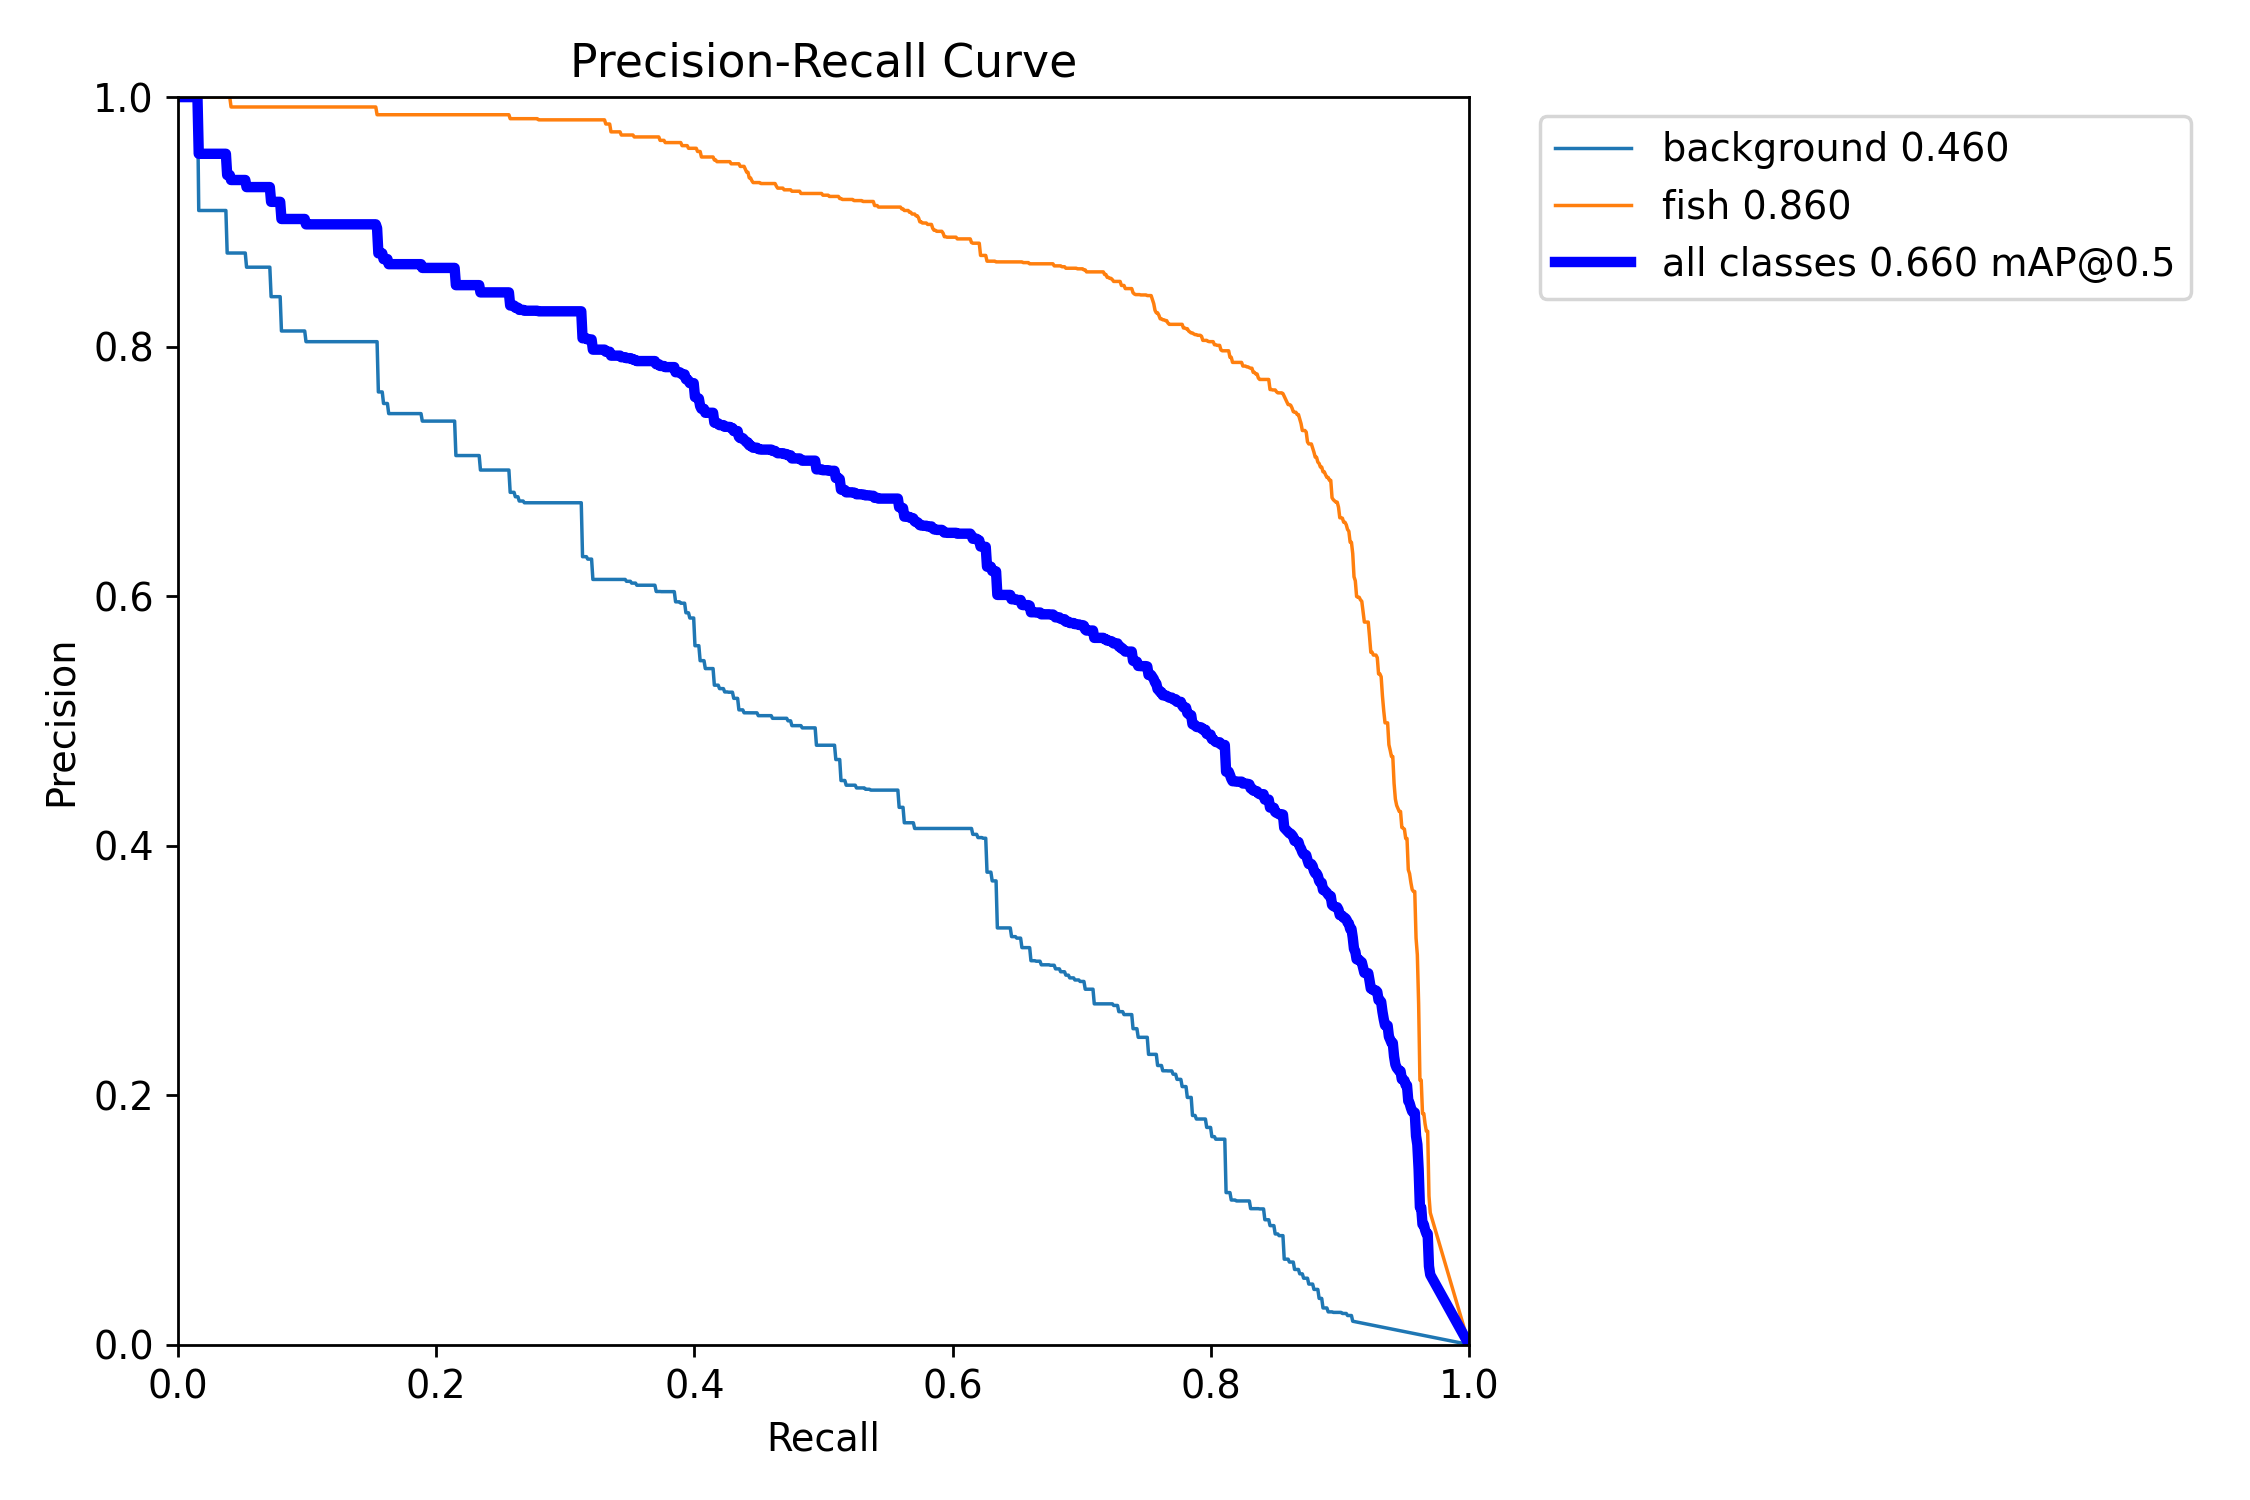 Precision-Recall Curve
background 0.460
fish 0.860
all classes 0.660 mAP@0.5
Precision
1.0
0.8
0.6
0.4
0.2
0.0
0.0 0.2 0.4 0.6 0.8 1.0
Recall